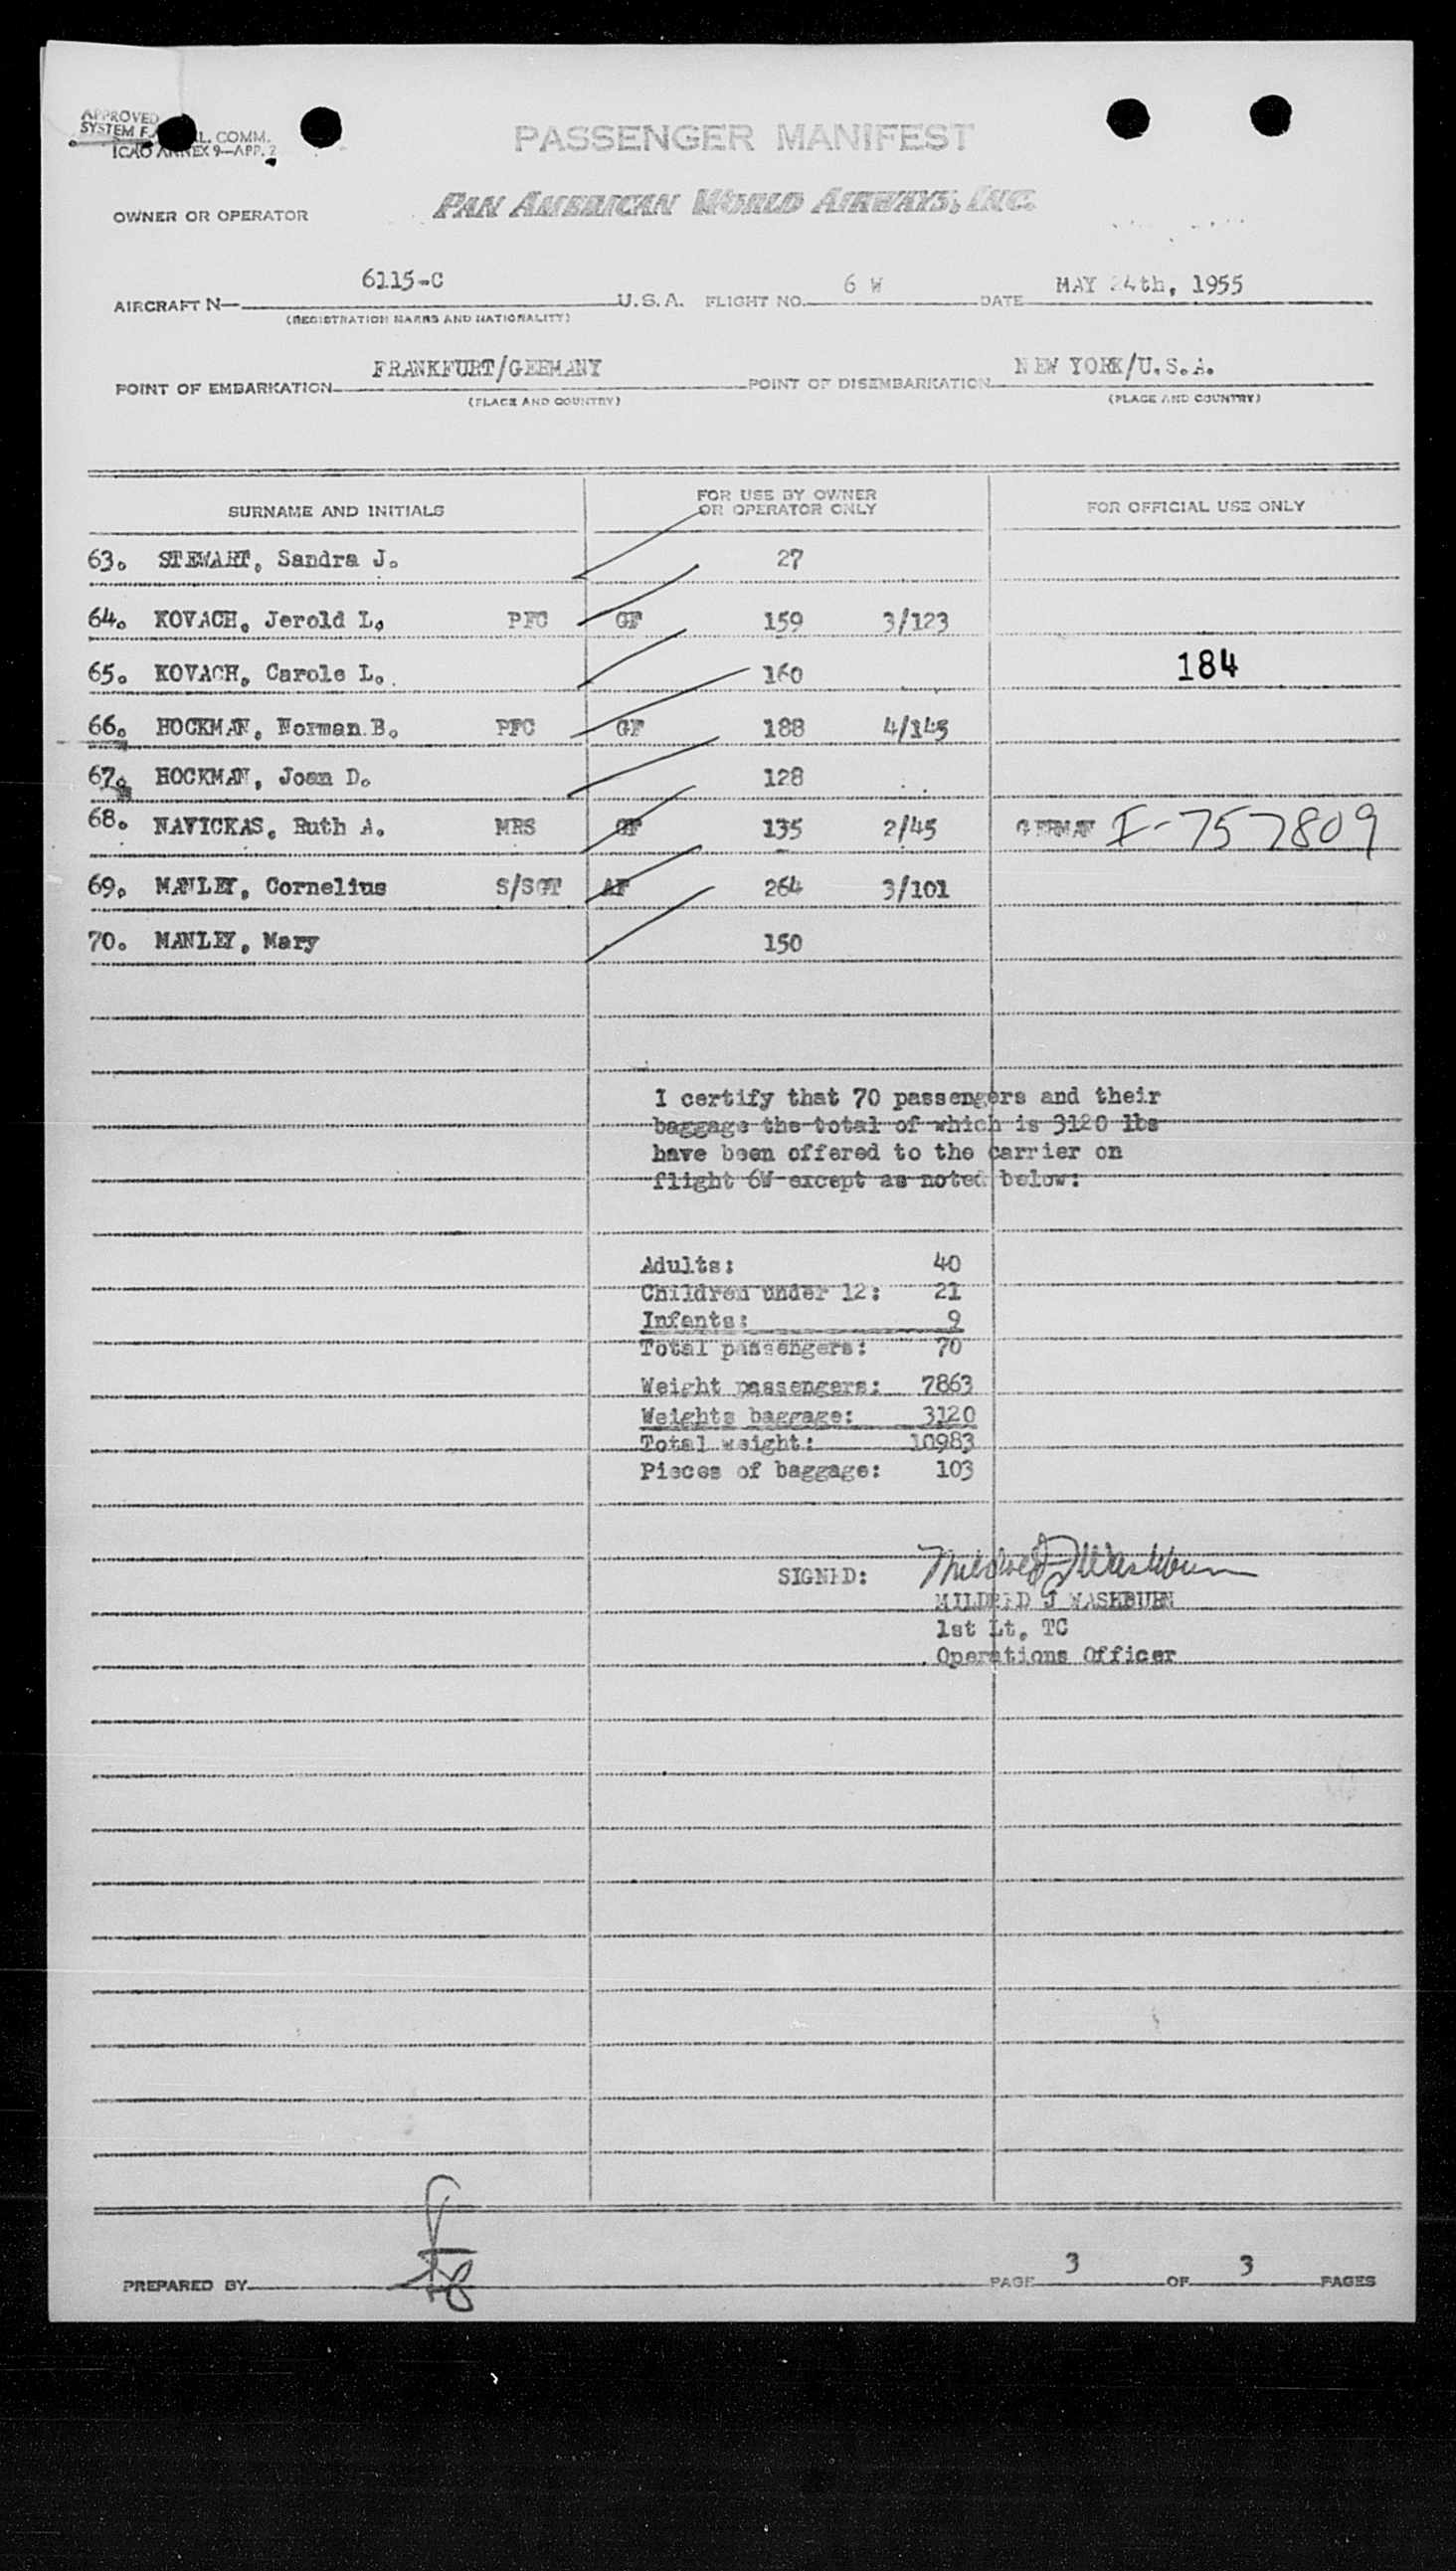 APPROVED
SYSTEM COMM.
ICAO ANNEX 9—APP. 2
PASSENGER MANIFEST
OWNER OR OPERATOR PAN AMERICAN WORLD AIRWAYS, INC.
AIRCRAFT N— 6115-C U.S.A. FLIGHT NO. 6 W DATE MAY 24th, 1955
(REGISTRATION MARKS AND NATIONALITY)
POINT OF EMBARKATION FRANKFURT/GERMANY POINT OF DISEMBARKATION NEW YORK/U.S.A.
(PLACE AND COUNTRY) (PLACE AND COUNTRY)
SURNAME AND INITIALS FOR USE BY OWNER OR OPERATOR ONLY FOR OFFICIAL USE ONLY
63. STEWART, Sandra J. 27
64. KOVACH, Jerold L. PFC GF 159 3/123
65. KOVACH, Carole L. 160 184
66. HOCKMAN, Norman B. PFC GF 188 4/145
67. HOCKMAN, Joan D. 128
68. NAVICKAS, Ruth A. MRS GF 135 2/45 GERMAN I-757809
69. MANLEY, Cornelius S/SGT AF 264 3/101
70. MANLEY, Mary 150
I certify that 70 passengers and their
baggage the total of which is 3120 lbs
have been offered to the carrier on
flight 6W except as noted below:
Adults: 40
Children under 12: 21
Infants: 9
Total passengers: 70
Weight passengers: 7863
Weights baggage: 3120
Total weight: 10983
Pieces of baggage: 103
SIGNED: Mildred J Washburn
MILDRED J WASHBURN
1st Lt, TC
Operations Officer
PREPARED BY PAGE 3 OF 3 PAGES